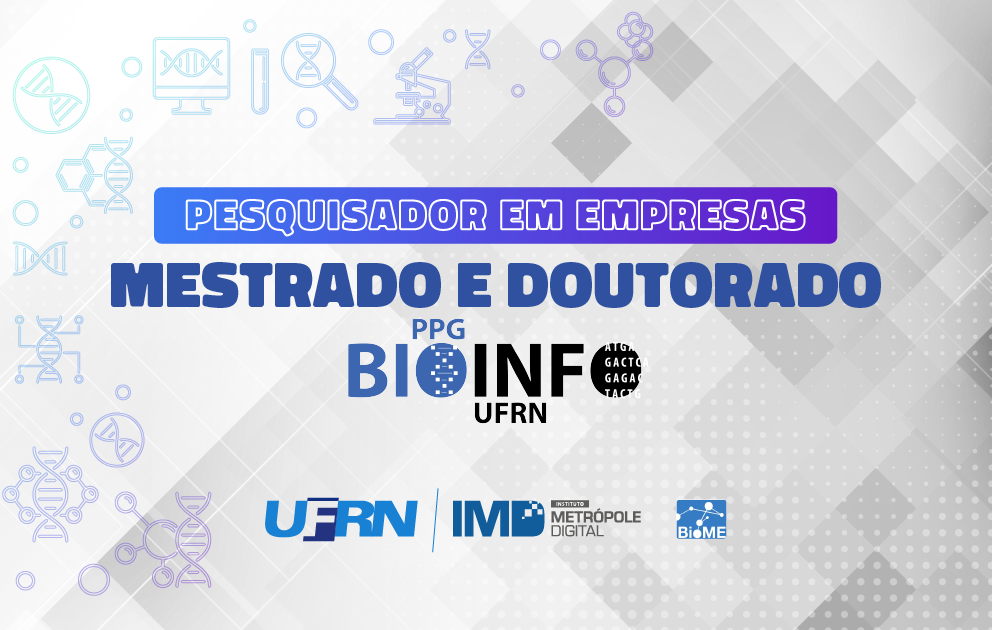 PESQUISADOR EM EMPRESAS
MESTRADO E DOUTORADO
PPG
BIOINFO
ATGA
GACTCA
GAGAC
TACTG
UFRN
UFRN
IMD
INSTITUTO
METRÓPOLE
DIGITAL
BioME